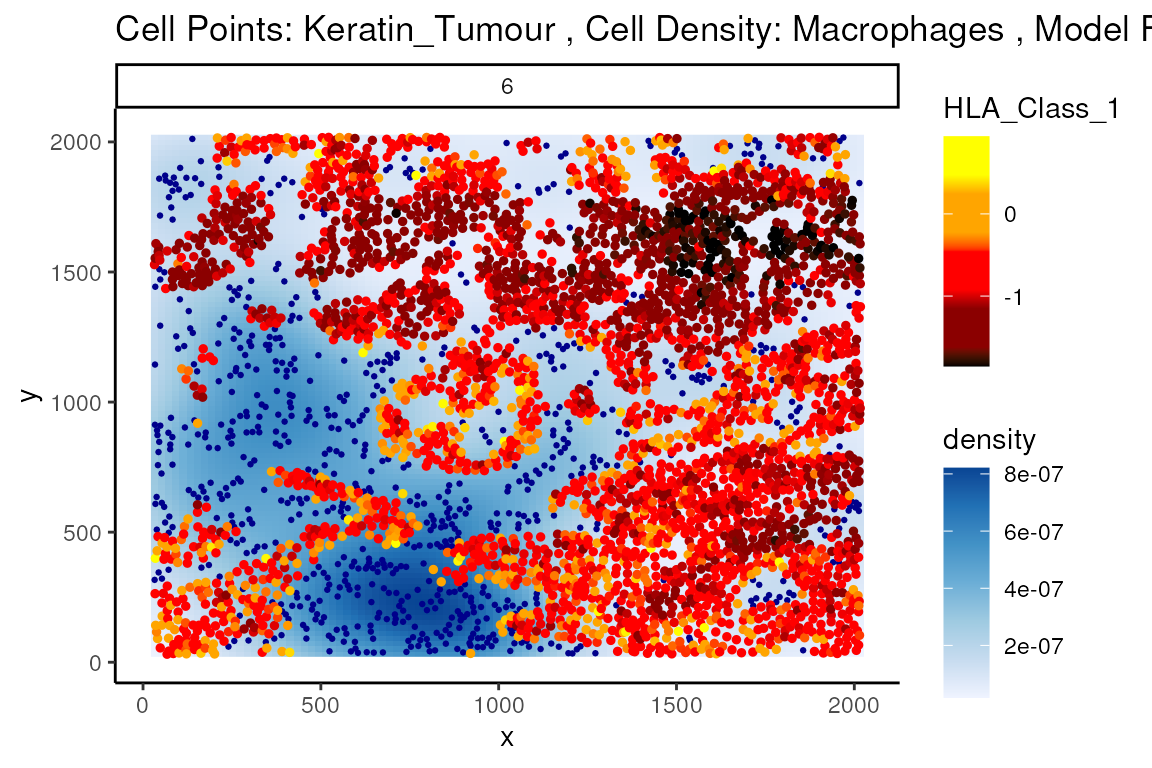 Cell Points: Keratin_Tumour , Cell Density: Macrophages , Model
6
HLA_Class_1
0
-1
density
8e-07
6e-07
4e-07
2e-07
2000
1500
1000
500
0
y
0
500
1000
1500
2000
x